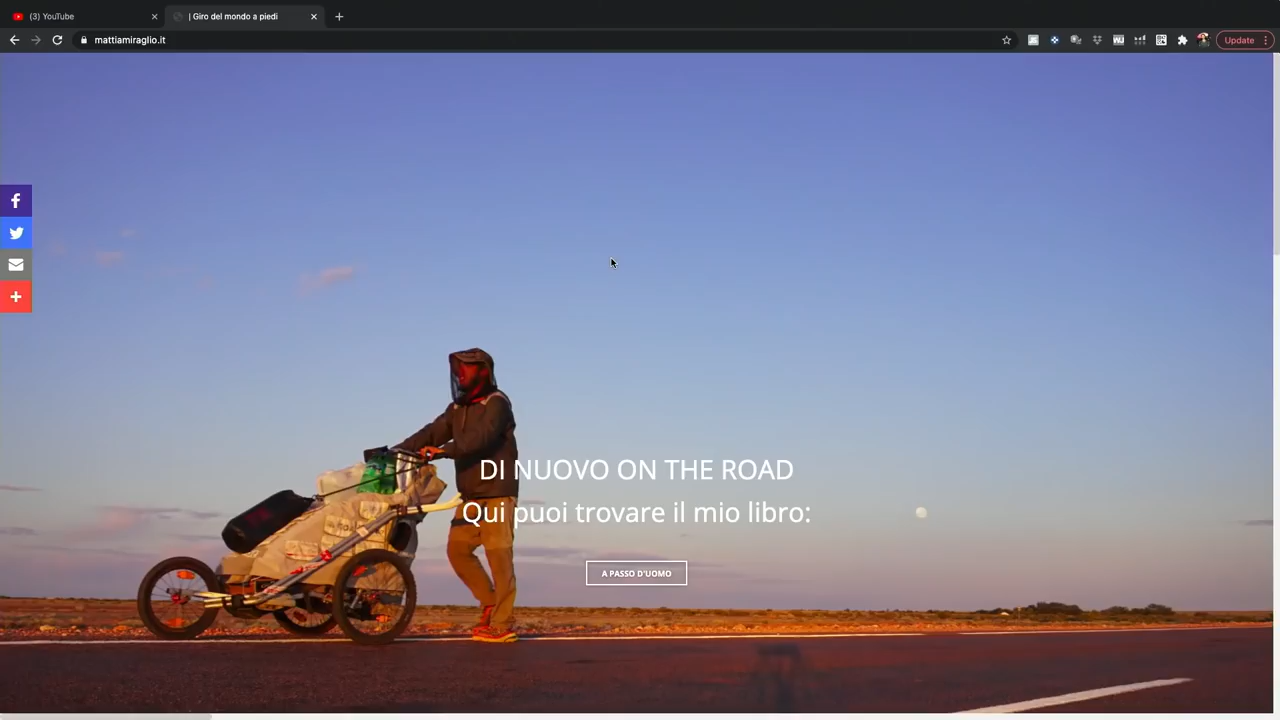 (3) YouTube
| Giro del mondo a piedi
mattiamiraglio.it
Update
DI NUOVO ON THE ROAD
Qui puoi trovare il mio libro:
A PASSO D'UOMO